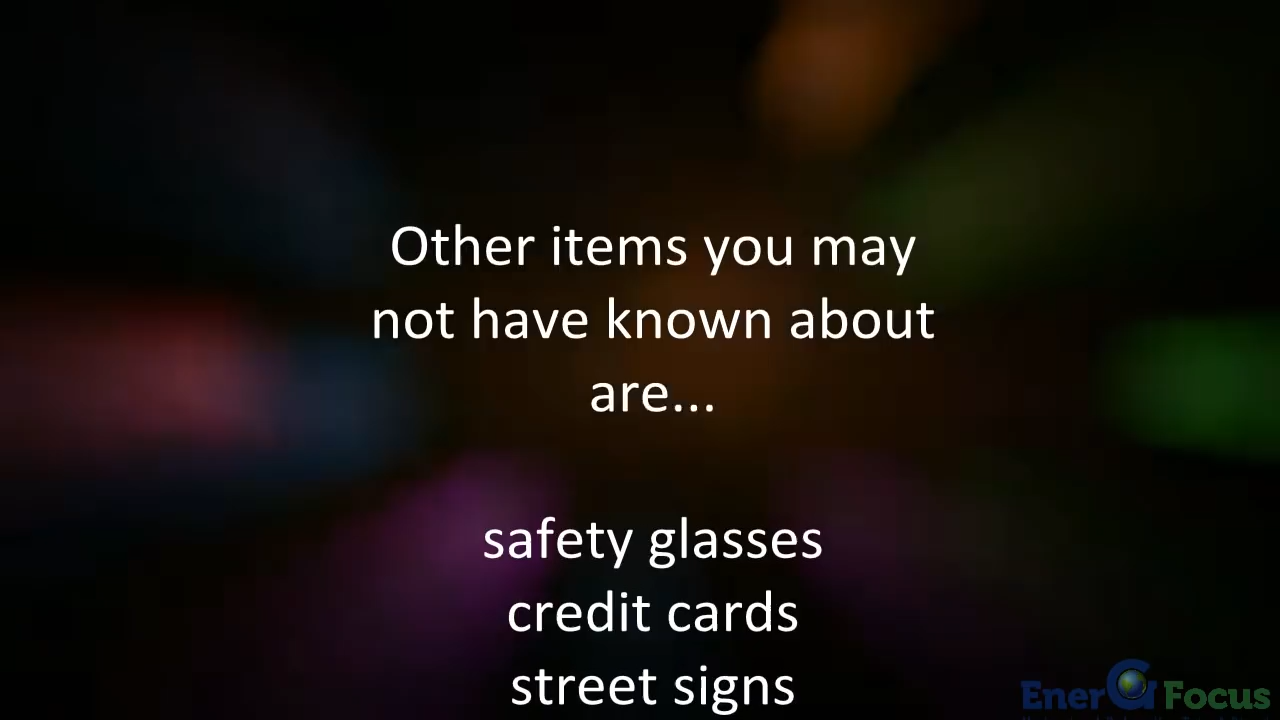 Other items you may
not have known about
are...
safety glasses
credit cards
street signs
EnerG Focus